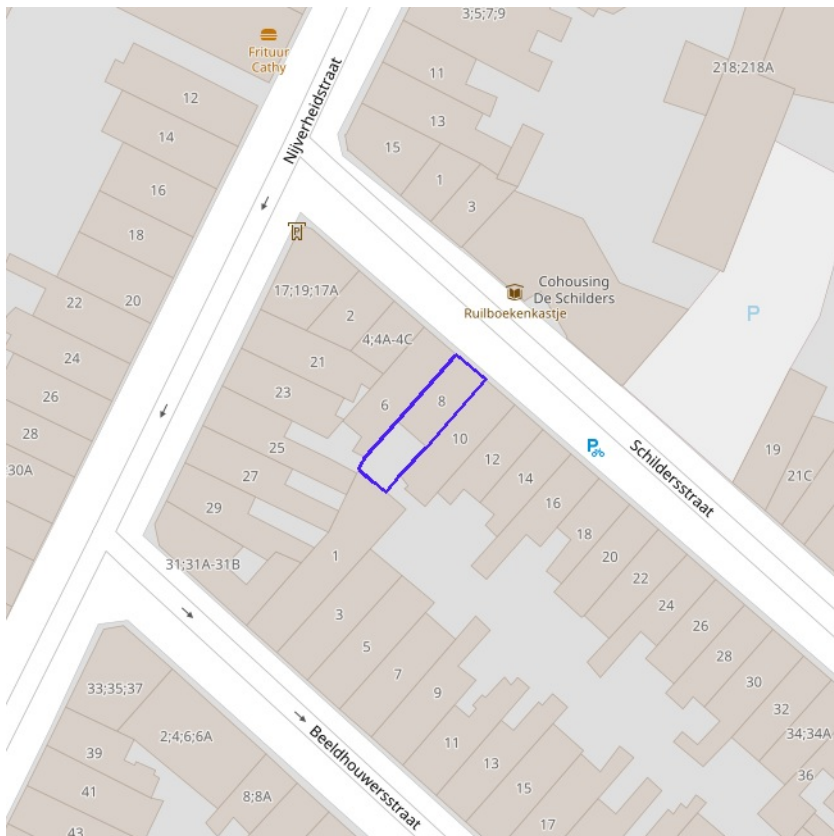 3;5;7;9
Frituur
Cathy
218;218A
11
12
13
14
Nijverheidstraat
15
1
16
3
18
Cohousing
De Schilders
17;19;17A
Ruilboekenkastje
22
20
2
P
4;4A-4C
24
21
23
26
6
8
28
10
25
19
30A
12
21C
27
14
Schildersstraat
16
29
18
31;31A-31B
1
20
22
3
24
26
5
28
7
30
33;35;37
9
32
2;4;6;6A
34;34A
11
39
13
36
Beeldhouwersstraat
15
41
8;8A
17
43